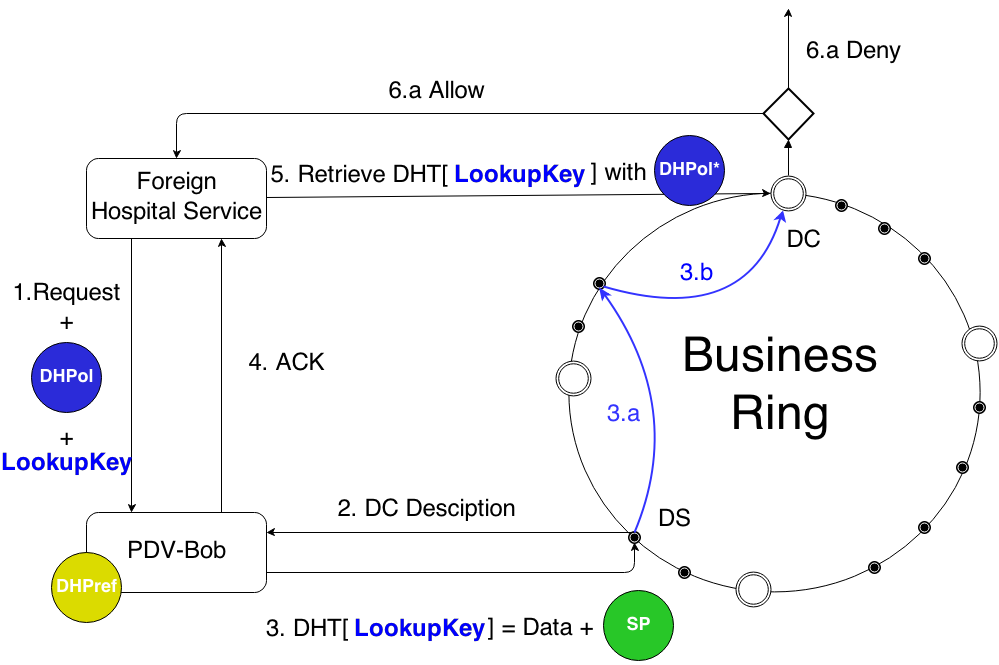 6.a Deny
6.a Allow
5. Retrieve DHT[ LookupKey ] with DHPol*
Foreign
Hospital Service
DC
3.b
1.Request
+
DHPol
+
LookupKey
4. ACK
Business
Ring
3.a
2. DC Desciption
DS
PDV-Bob
DHPref
3. DHT[ LookupKey ] = Data + SP